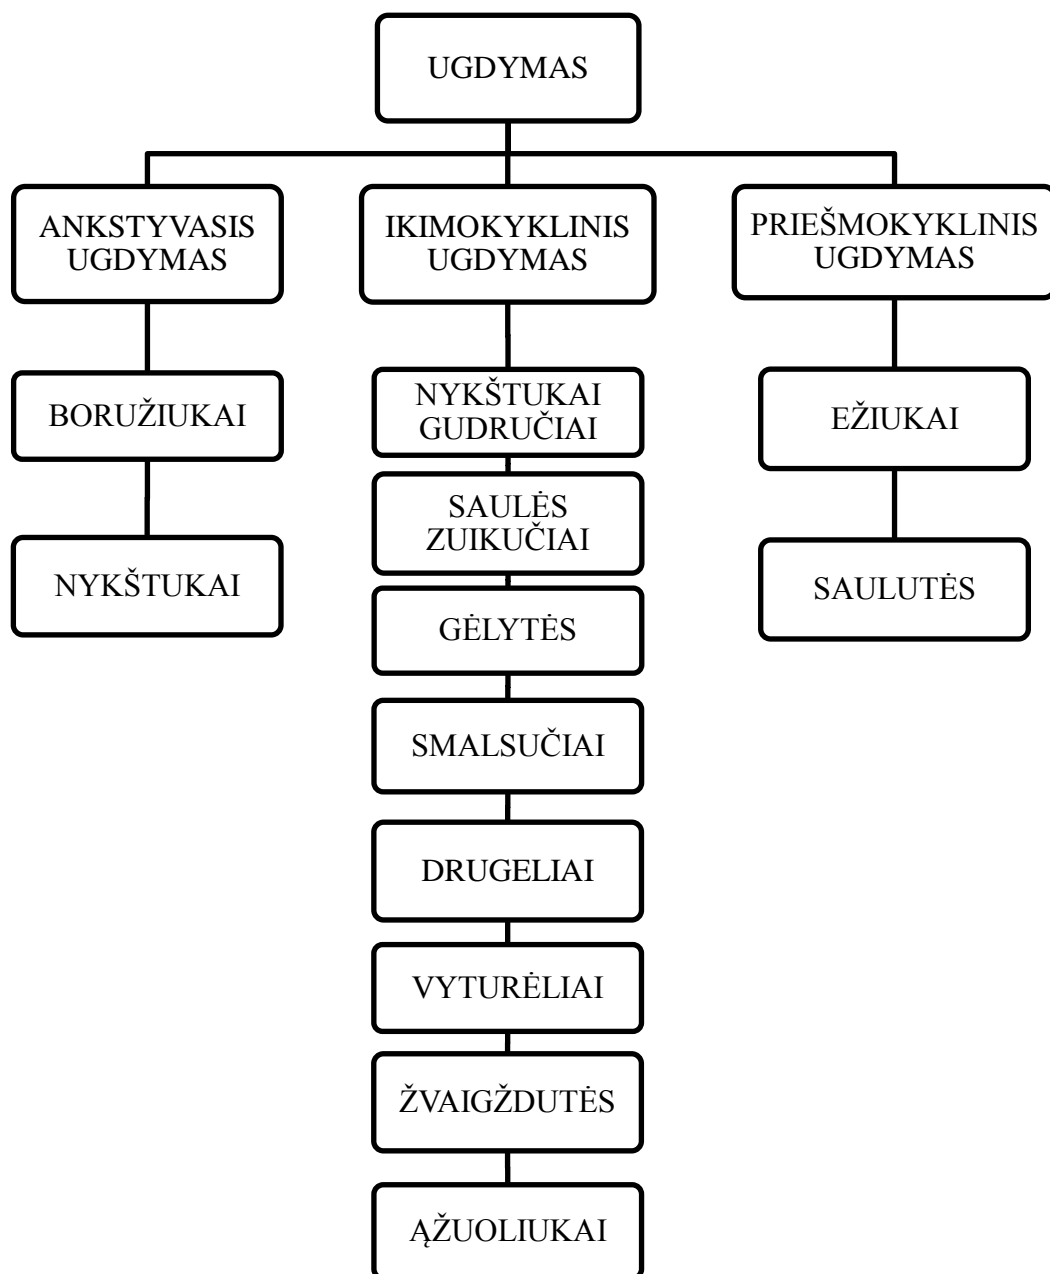 UGDYMAS
ANKSTYVASIS
UGDYMAS
IKIMOKYKLINIS
UGDYMAS
PRIEŠMOKYKLINIS
UGDYMAS
BORUŽIUKAI
NYKŠTUKAI
NYKŠTUKAI
GUDRUČIAI
SAULĖS
ZUIKUČIAI
GĖLYTĖS
SMALSUČIAI
DRUGELIAI
VYTURĖLIAI
ŽVAIGŽDUTĖS
ĄŽUOLIUKAI
EŽIUKAI
SAULUTĖS